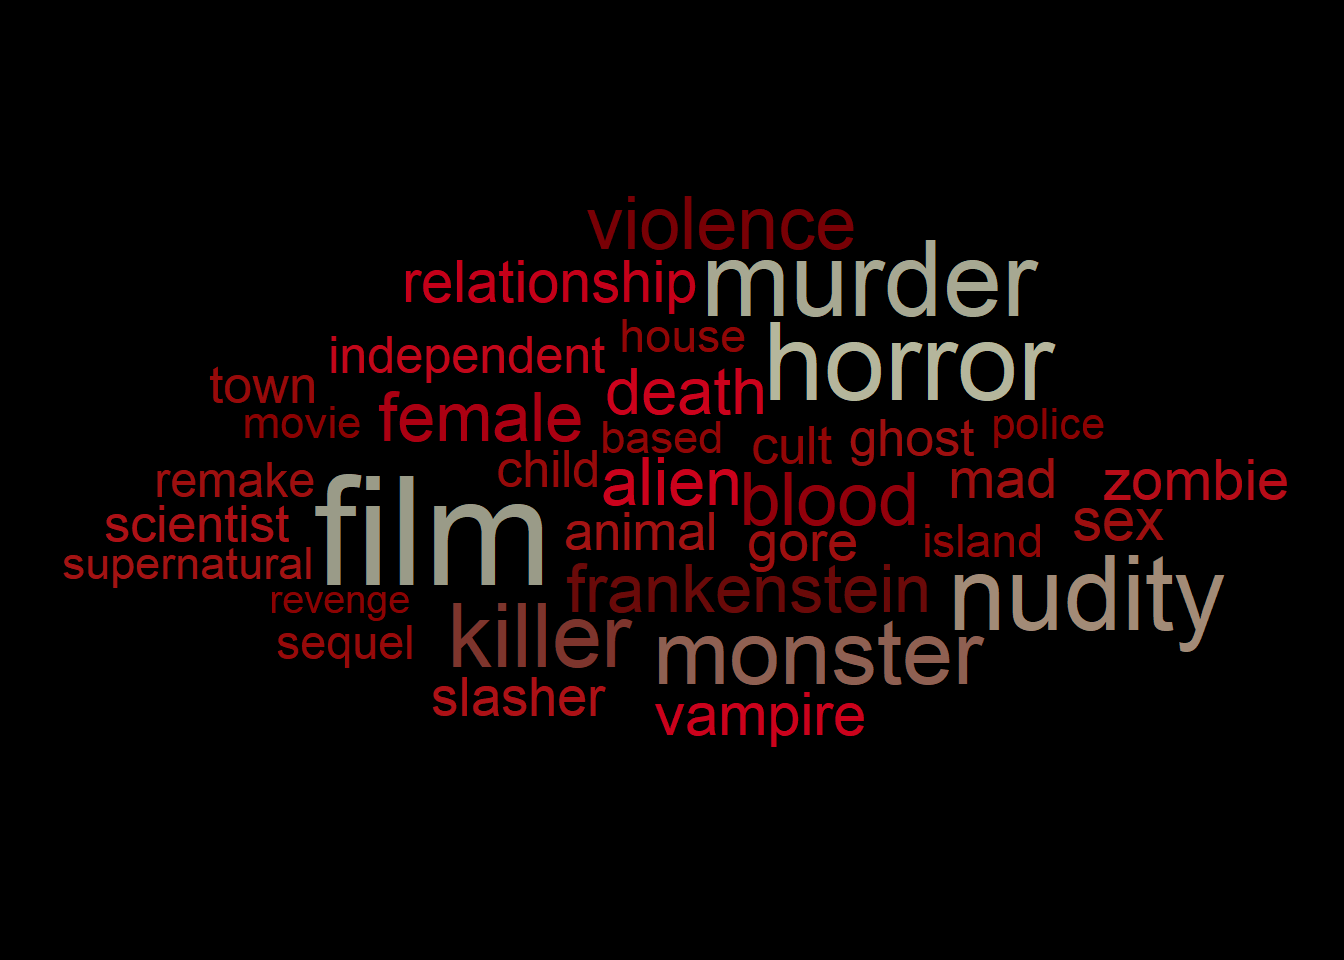 violence
relationship murder
independent house horror
town female death
movie based cult ghost police
remake child alien blood mad zombie
scientist film animal gore island sex
supernatural
revenge frankenstein nudity
sequel killer monster
slasher vampire